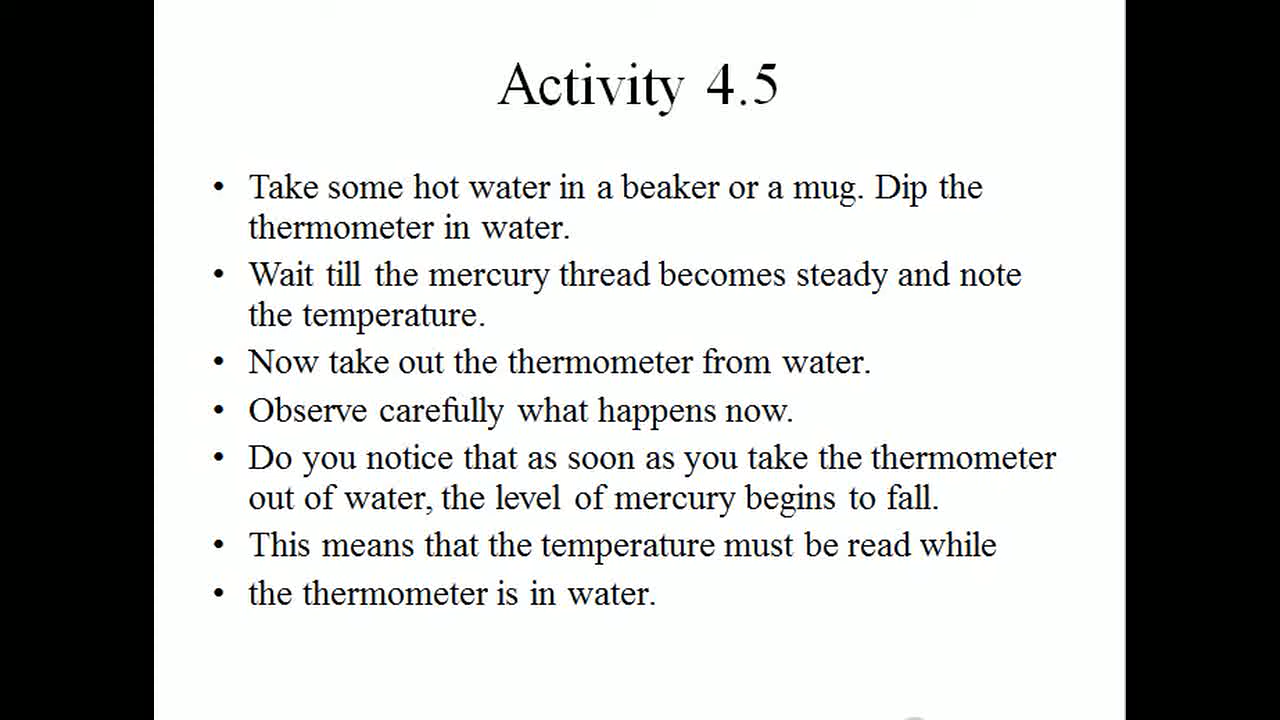 Activity 4.5
• Take some hot water in a beaker or a mug. Dip the
thermometer in water.
• Wait till the mercury thread becomes steady and note
the temperature.
• Now take out the thermometer from water.
• Observe carefully what happens now.
• Do you notice that as soon as you take the thermometer
out of water, the level of mercury begins to fall.
• This means that the temperature must be read while
• the thermometer is in water.